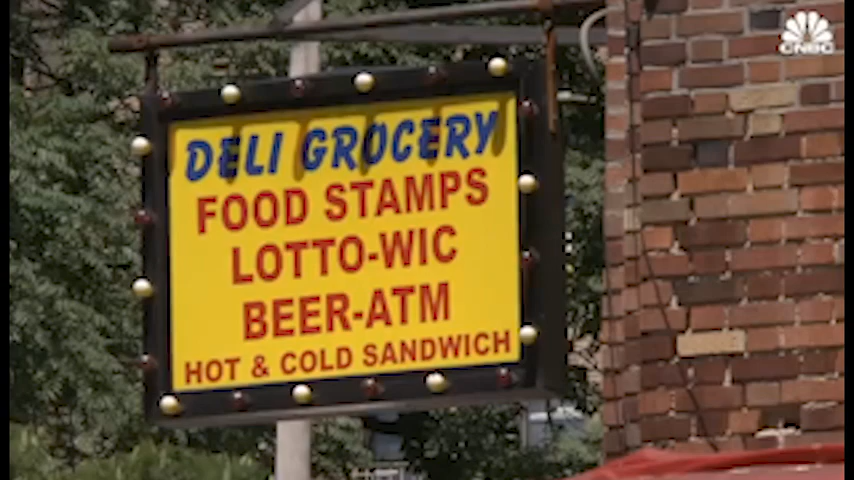 CNBC
DELI GROCERY
FOOD STAMPS
LOTTO-WIC
BEER-ATM
HOT & COLD SANDWICH